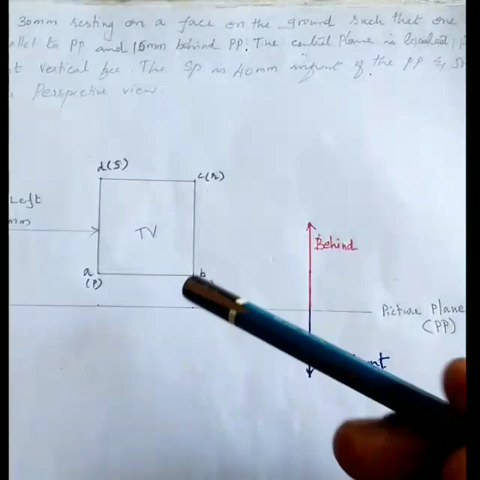 30mm resting on a face on the ground such that one
to PP and 15mm behind PP. The central plane is located
vertical face. The SP is 40mm infront of the PP &
Perspective view.
d(s)
c(r)
Left
mm
TV
Behind
a
(p)
b
Picture Plane
(PP)